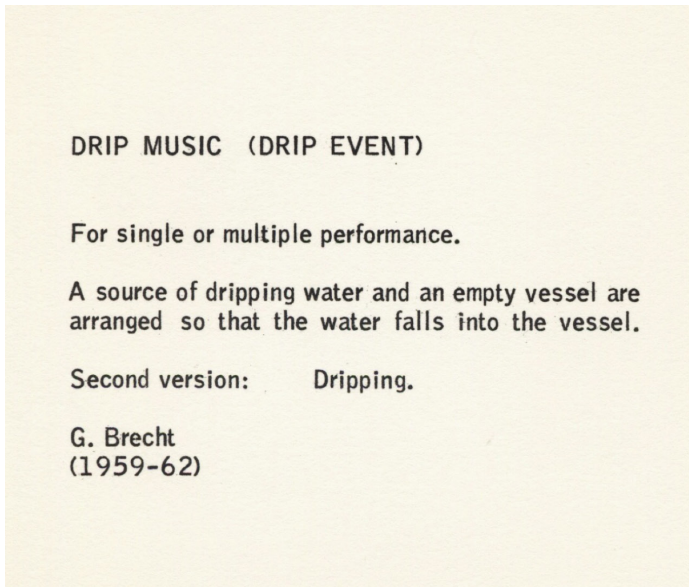 DRIP MUSIC (DRIP EVENT)
For single or multiple performance.
A source of dripping water and an empty vessel are
arranged so that the water falls into the vessel.
Second version: Dripping.
G. Brecht
(1959-62)